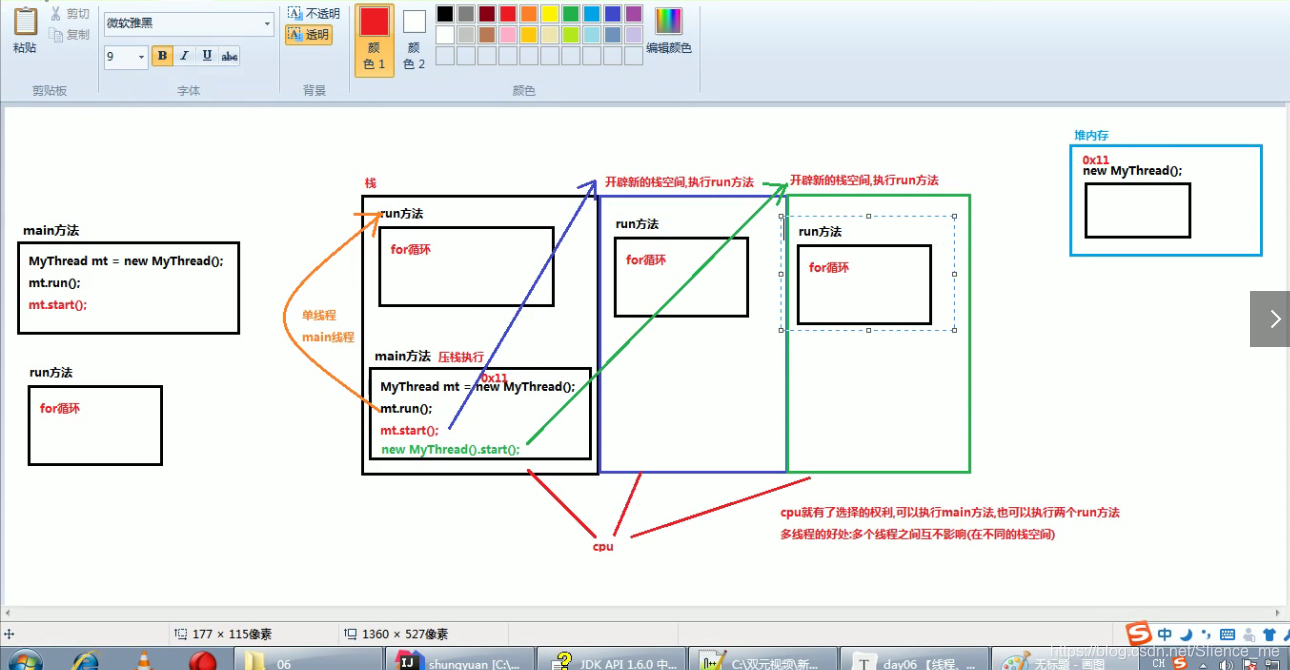 粘贴
剪切
复制
剪贴板
微软雅黑
9
B I U abc
字体
不透明
透明
背景
颜
色 1
颜
色 2
编辑颜色
颜色
main方法
MyThread mt = new MyThread();
mt.run();
mt.start();
run方法
for循环
栈
run方法
for循环
单线程
main线程
main方法 压栈执行
0x11
MyThread mt = new MyThread();
mt.run();
mt.start();
new MyThread().start();
开辟新的栈空间,执行run方法
run方法
for循环
开辟新的栈空间,执行run方法
run方法
for循环
堆内存
0x11
new MyThread();
cpu
cpu就有了选择的权利,可以执行main方法,也可以执行两个run方法
多线程的好处:多个线程之间互不影响(在不同的栈空间)
177 × 115像素
1360 × 527像素
中
06
shungyuan [C:\...
JDK API 1.6.0 中...
C:\双元视频\新...
day06 【线程、...
无标题 - 画图
CH
https://blog.csdn.net/SIlence_me